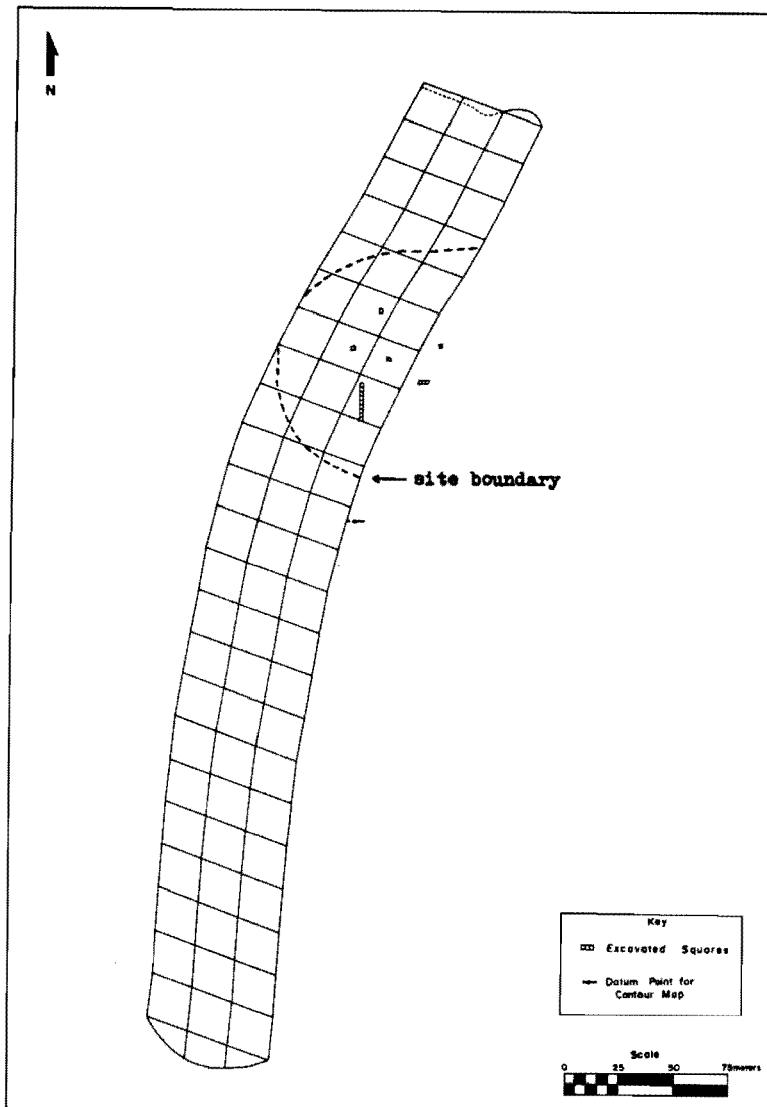 N
site boundary
Key
Excavated Squares
Datum Point for
Contour Map
Scale
0 25 50 75meters